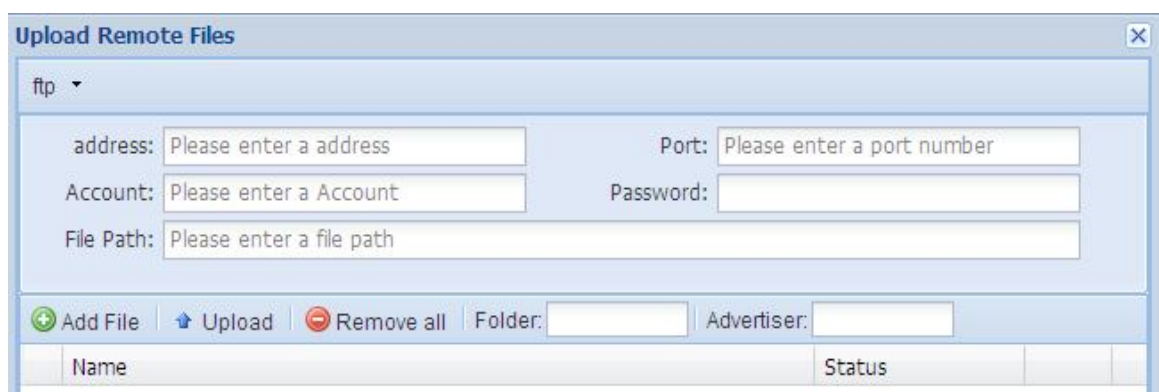 Upload Remote Files
ftp
address: Please enter a address Port: Please enter a port number
Account: Please enter a Account Password:
File Path: Please enter a file path
Add File Upload Remove all Folder: Advertiser:
Name Status